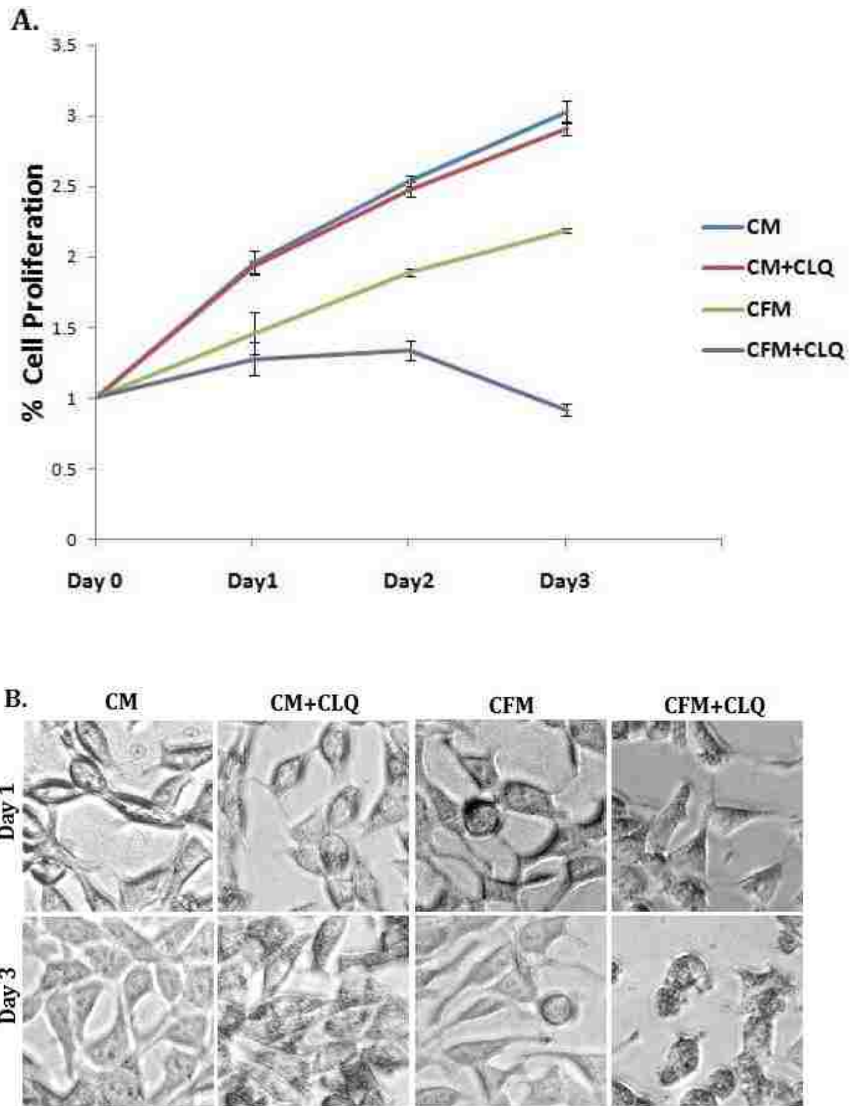 A.
3.5
3
2.5
2
1.5
1
0.5
0
% Cell Proliferation
Day 0 Day1 Day2 Day3
CM
CM+CLQ
CFM
CFM+CLQ
B.
CM CM+CLQ CFM CFM+CLQ
Day 1
Day 3